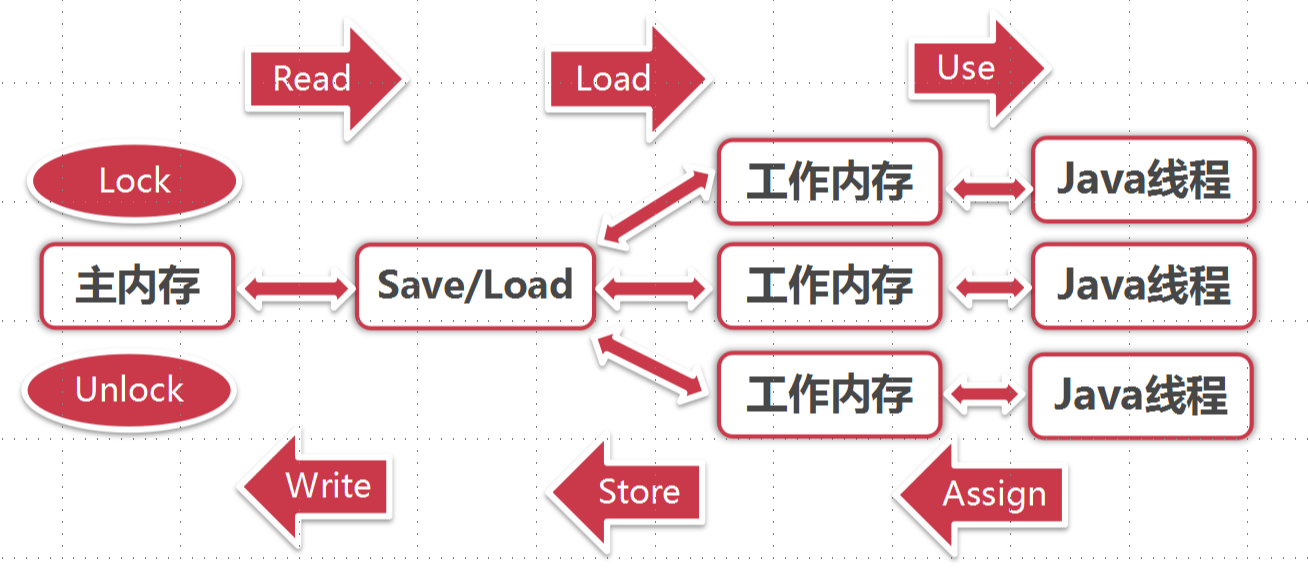 Read
Load
Use
Lock
工作内存
Java线程
主内存
Save/Load
工作内存
Java线程
Unlock
工作内存
Java线程
Write
Store
Assign